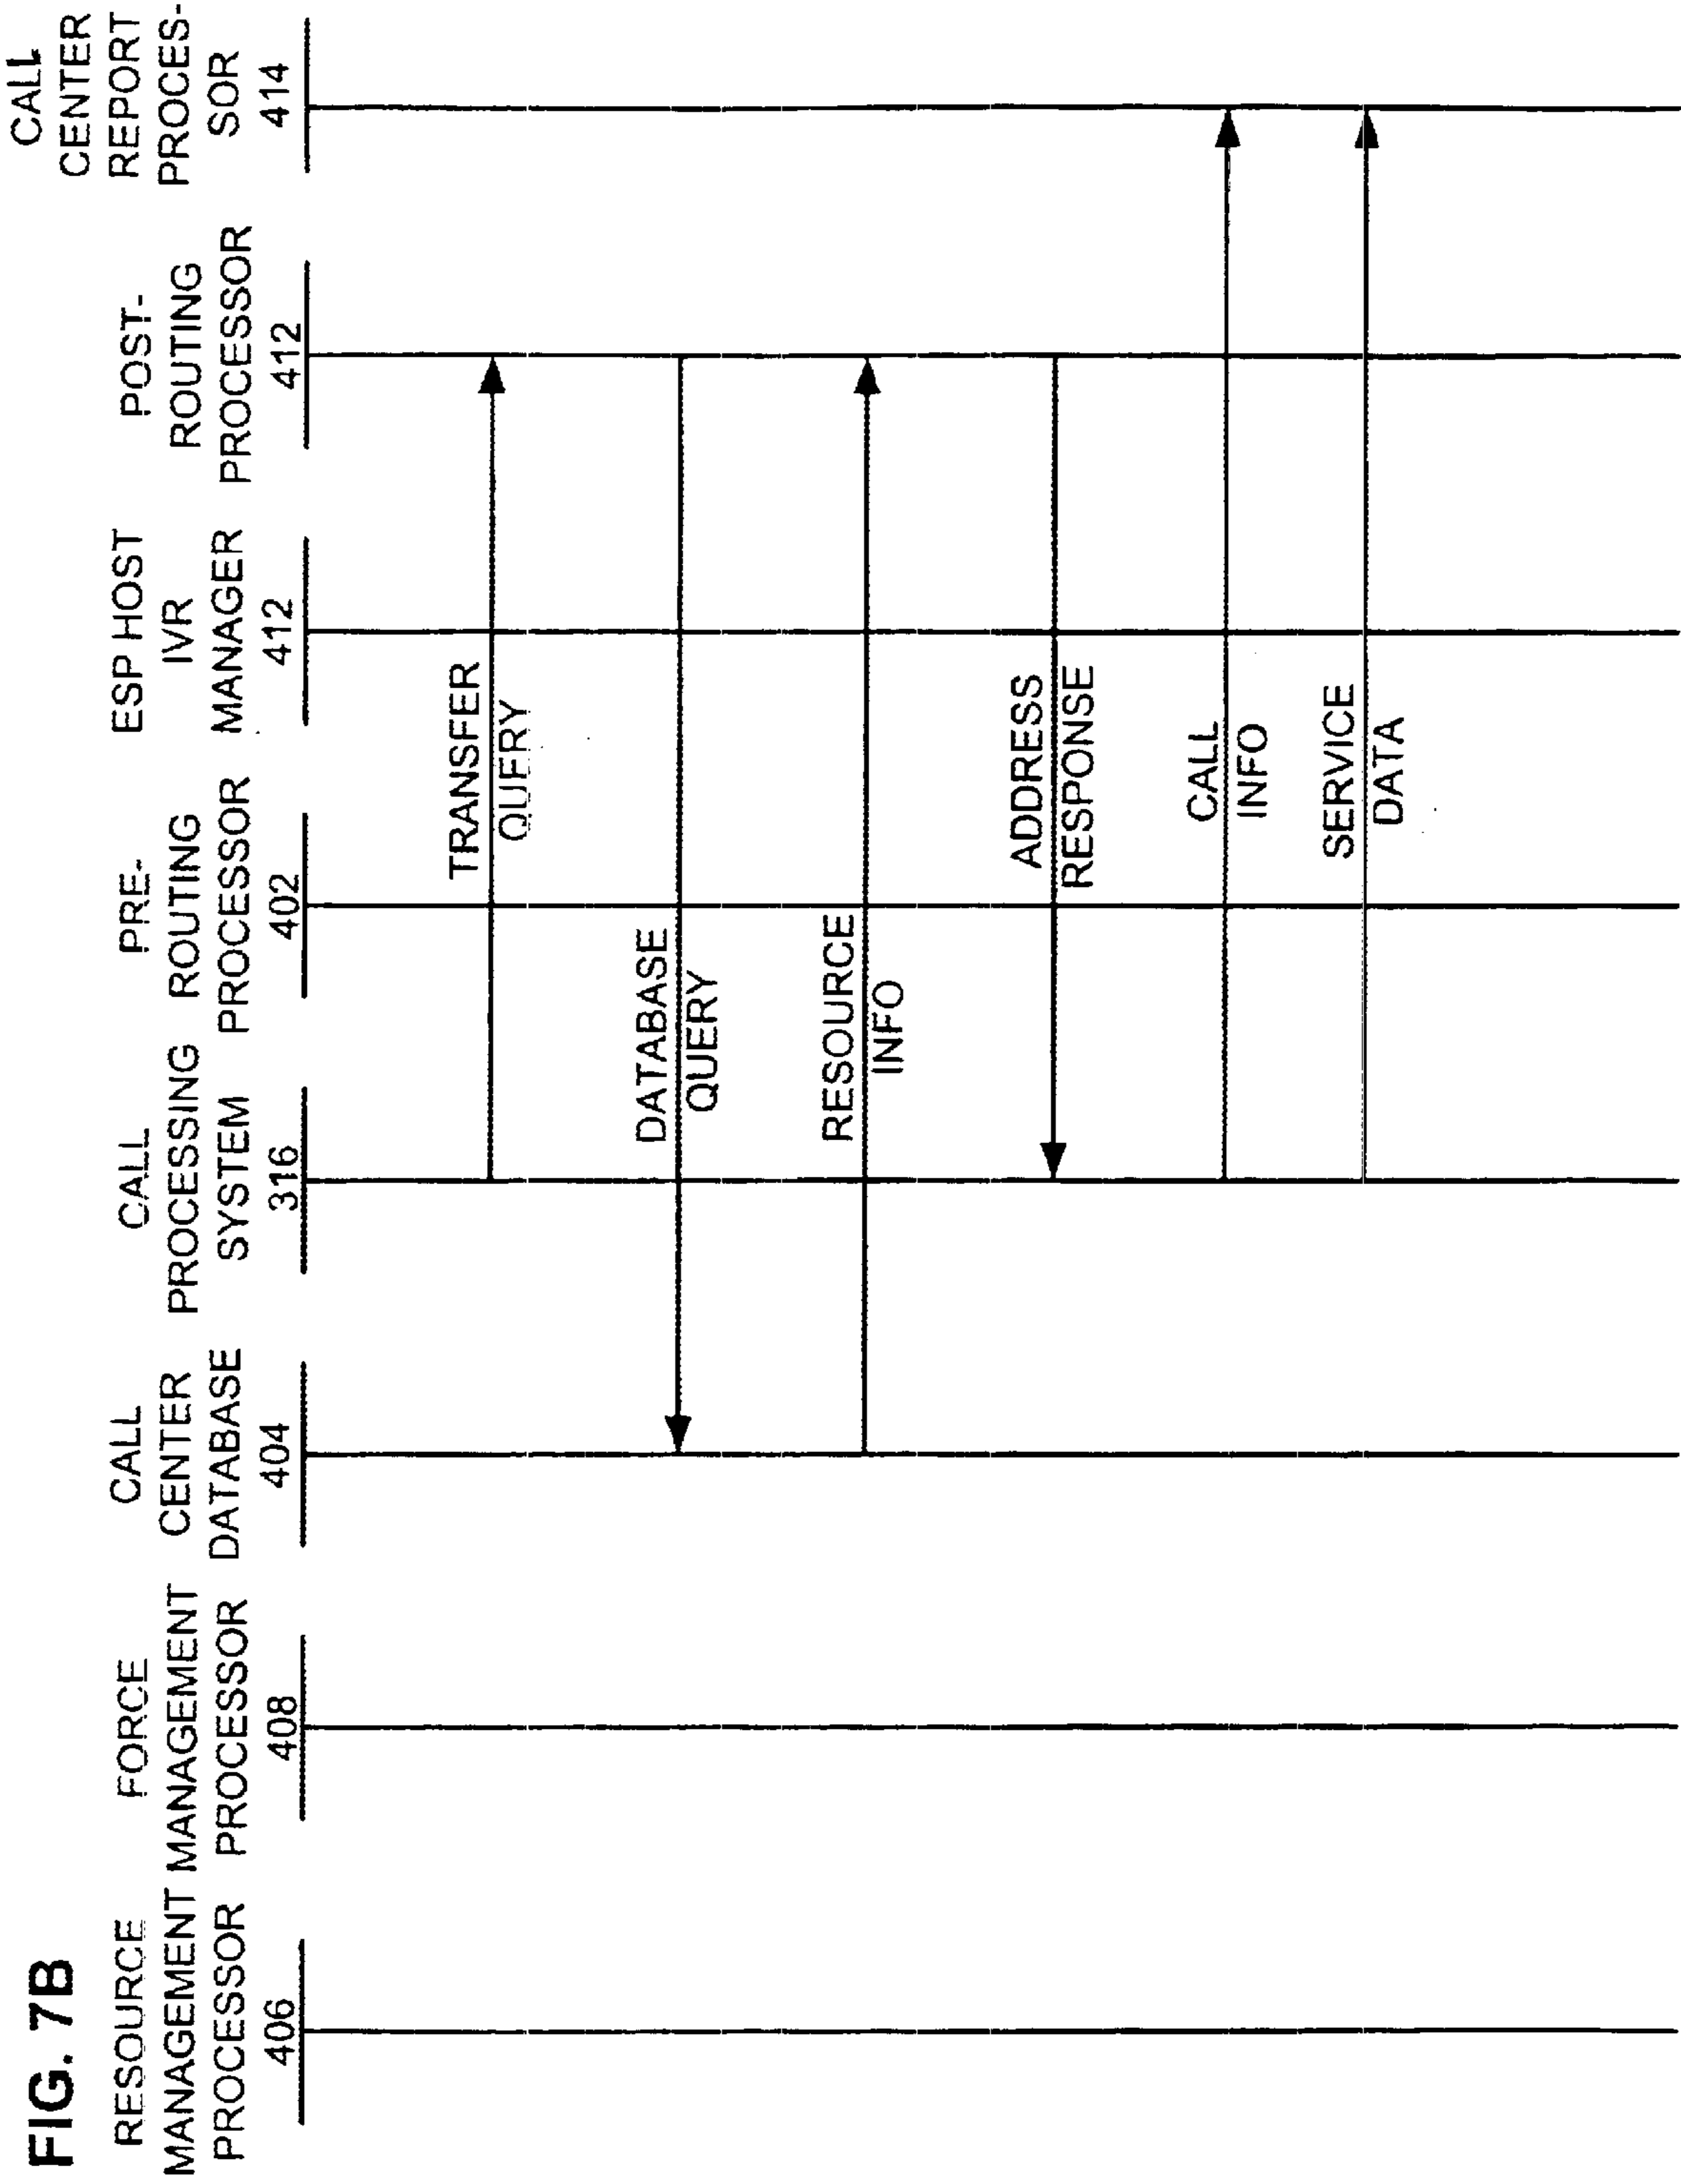 FIG. 7B
RESOURCE
MANAGEMENT
PROCESSOR
406
FORCE
MANAGEMENT
PROCESSOR
408
CALL
CENTER
DATABASE
404
CALL
PROCESSING
SYSTEM
316
PRE-
ROUTING
PROCESSOR
402
ESP HOST
IVR
MANAGER
412
POST-
ROUTING
PROCESSOR
412
CALL
CENTER
REPORT
PROCES-
SOR
414
TRANSFER
QUERY
DATABASE
QUERY
RESOURCE
INFO
ADDRESS
RESPONSE
CALL
INFO
SERVICE
DATA